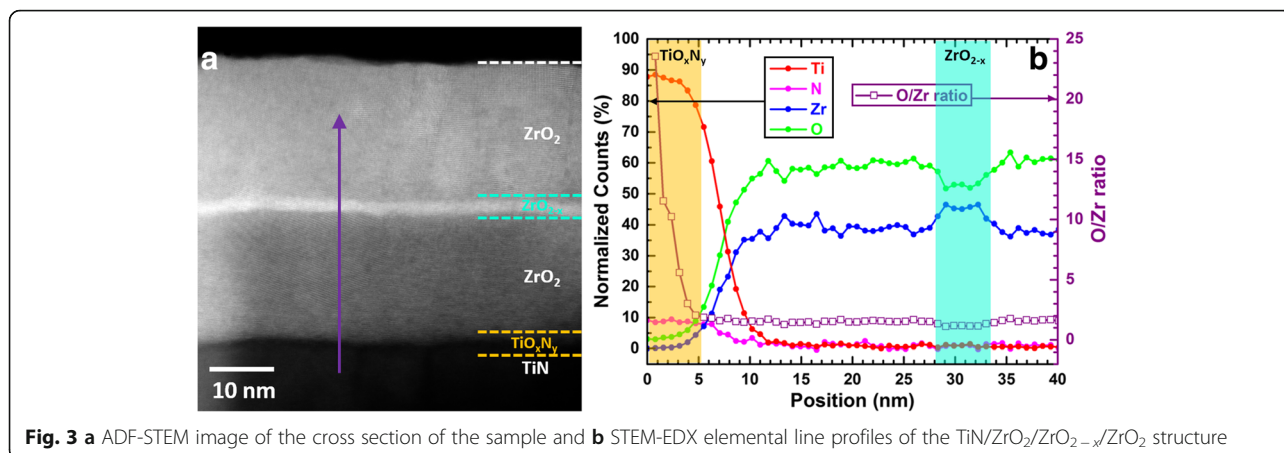 a
ZrO2
ZrO2-x
ZrO2
TiOxNy
TiN
10 nm
b
TiOxNy
ZrO2-x
Ti
N
Zr
O
O/Zr ratio
Normalized Counts (%)
100
90
80
70
60
50
40
30
20
10
0
0 5 10 15 20 25 30 35 40
Position (nm)
25
20
15
10
5
0
O/Zr ratio
Fig. 3 a ADF-STEM image of the cross section of the sample and b STEM-EDX elemental line profiles of the TiN/ZrO2/ZrO2 − x/ZrO2 structure